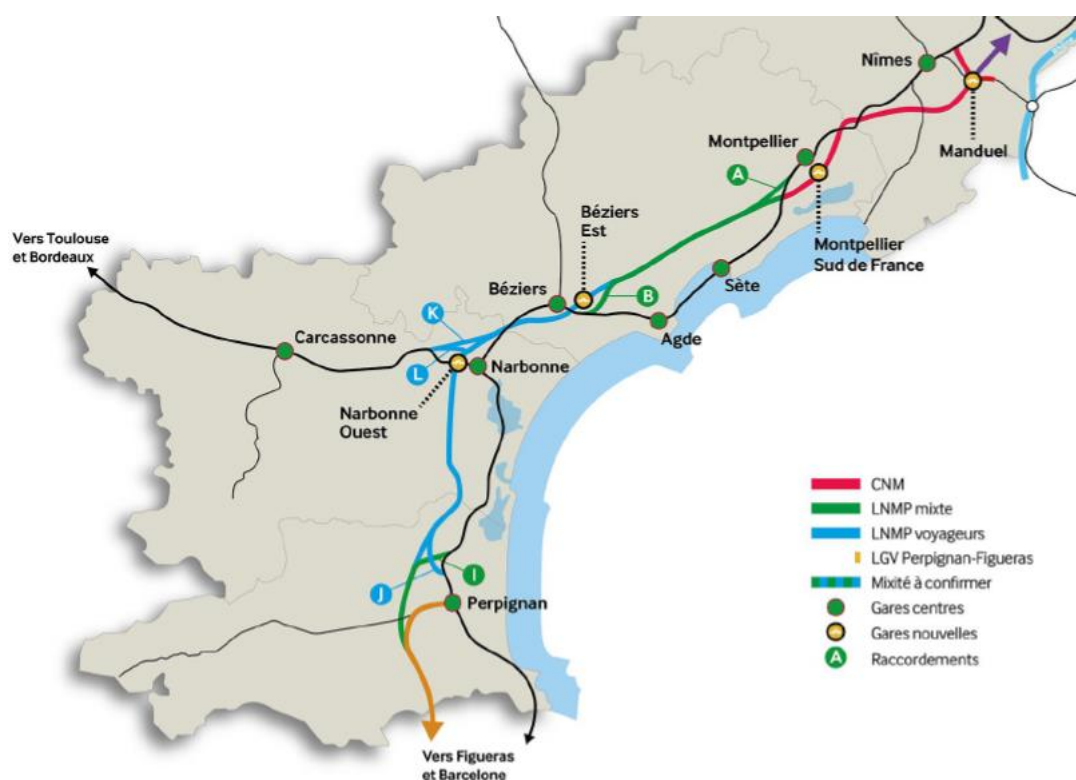 Nîmes
Montpellier
Manduel
A
Béziers
Est
Vers Toulouse
et Bordeaux
Montpellier
Sud de France
Béziers
B
Sète
K
Agde
Carcassonne
L
Narbonne
Narbonne
Ouest
CNM
LNMP mixte
LNMP voyageurs
LGV Perpignan-Figueras
Mixité à confirmer
Gares centres
Gares nouvelles
A
Raccordements
I
J
Perpignan
Vers Figueras
et Barcelone